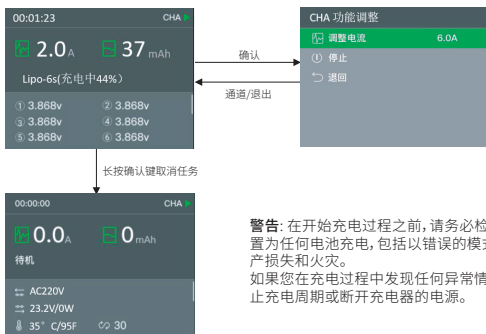 00:01:23 CHA
2.0A 37 mAh
Lipo-6s(充电中44%）
① 3.868v ② 3.868v
③ 3.868v ④ 3.868v
⑤ 3.868v ⑥ 3.868v
确认
通道/退出
CHA 功能调整
调整电流 6.0A
停止
退回
长按确认键取消任务
00:00:00 CHA
0.0A 0 mAh
待机
AC220V
23.2V/0W
35° C/95F 30
警告: 在开始充电过程之前，请务必检
置为任何电池充电，包括以错误的模
产损失和火灾。
如果您在充电过程中发现任何异常情
止充电周期或断开充电器的电源。